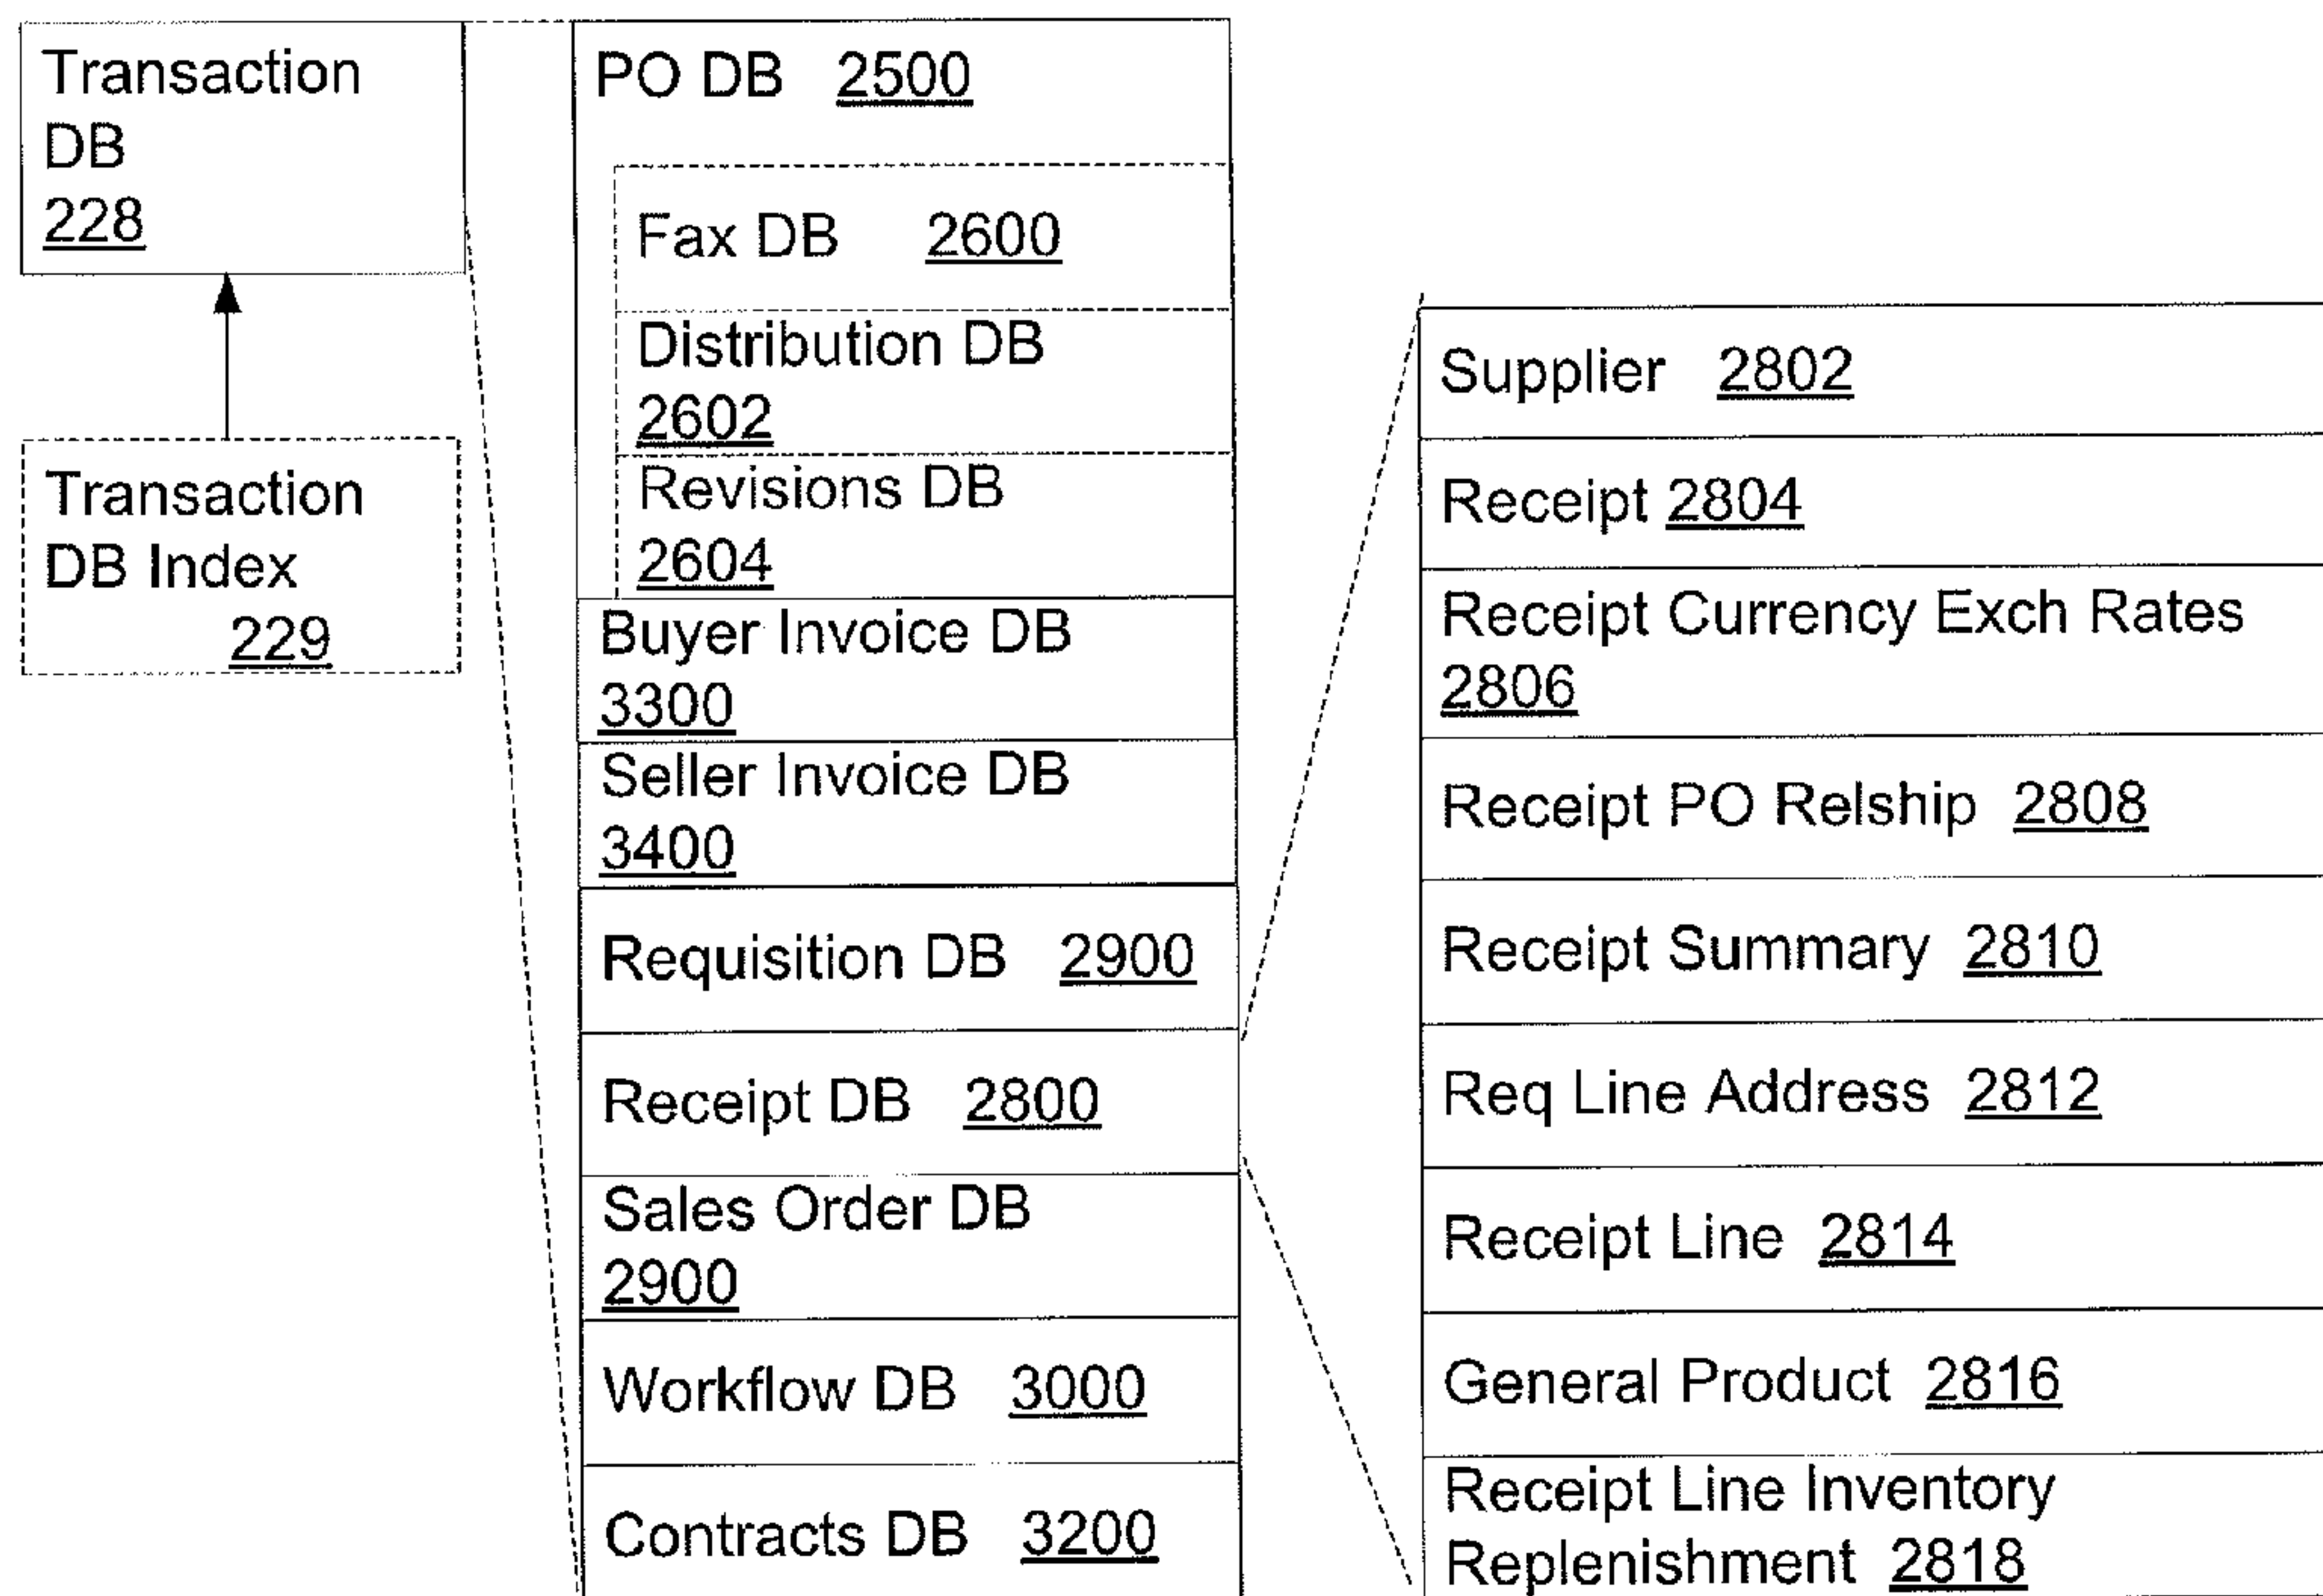 Transaction
DB
228
Transaction
DB Index
229
PO DB 2500
Fax DB 2600
Distribution DB
2602
Revisions DB
2604
Buyer Invoice DB
3300
Seller Invoice DB
3400
Requisition DB 2900
Receipt DB 2800
Sales Order DB
2900
Workflow DB 3000
Contracts DB 3200
Supplier 2802
Receipt 2804
Receipt Currency Exch Rates
2806
Receipt PO Relship 2808
Receipt Summary 2810
Req Line Address 2812
Receipt Line 2814
General Product 2816
Receipt Line Inventory
Replenishment 2818